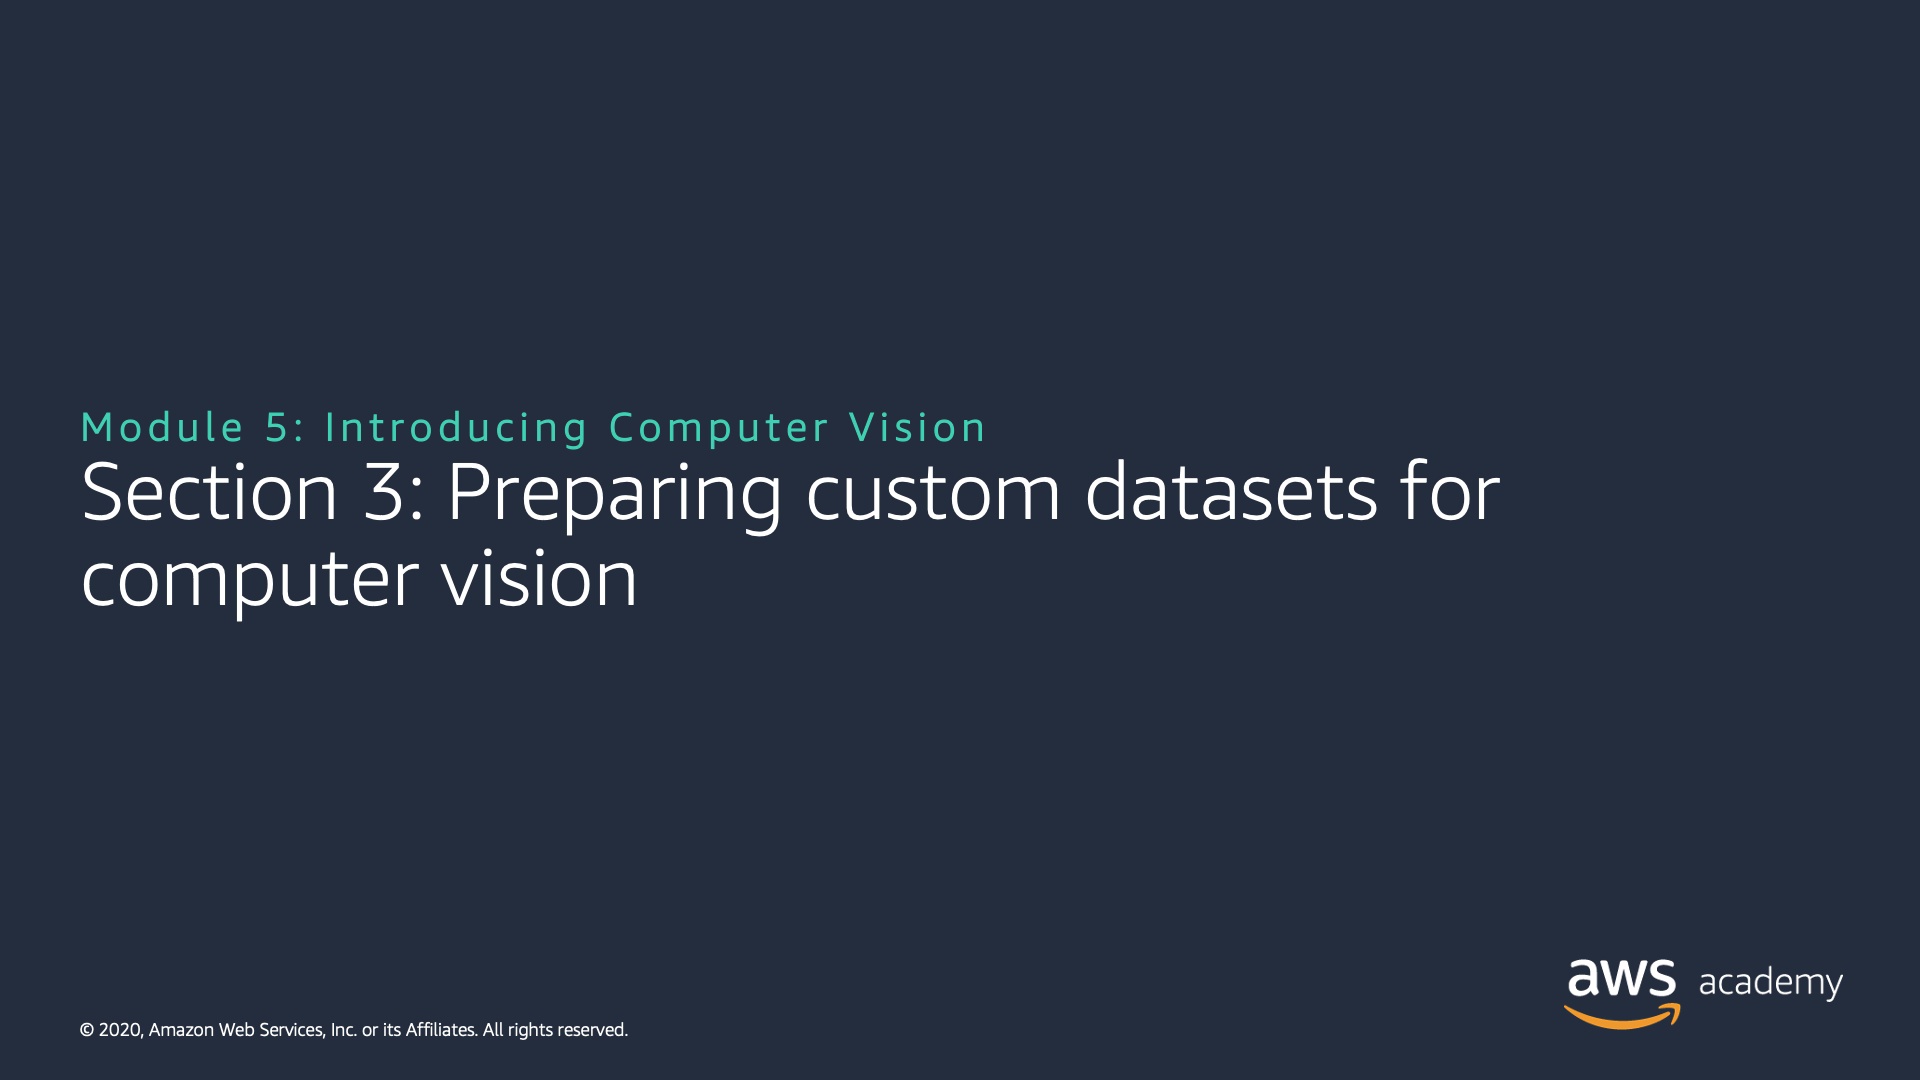 Module 5: Introducing Computer Vision
Section 3: Preparing custom datasets for
computer vision
aws academy
© 2020, Amazon Web Services, Inc. or its Affiliates. All rights reserved.